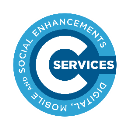 SOCIAL ENHANCEMENTS
DIGITAL, MOBILE AND
C
SERVICES